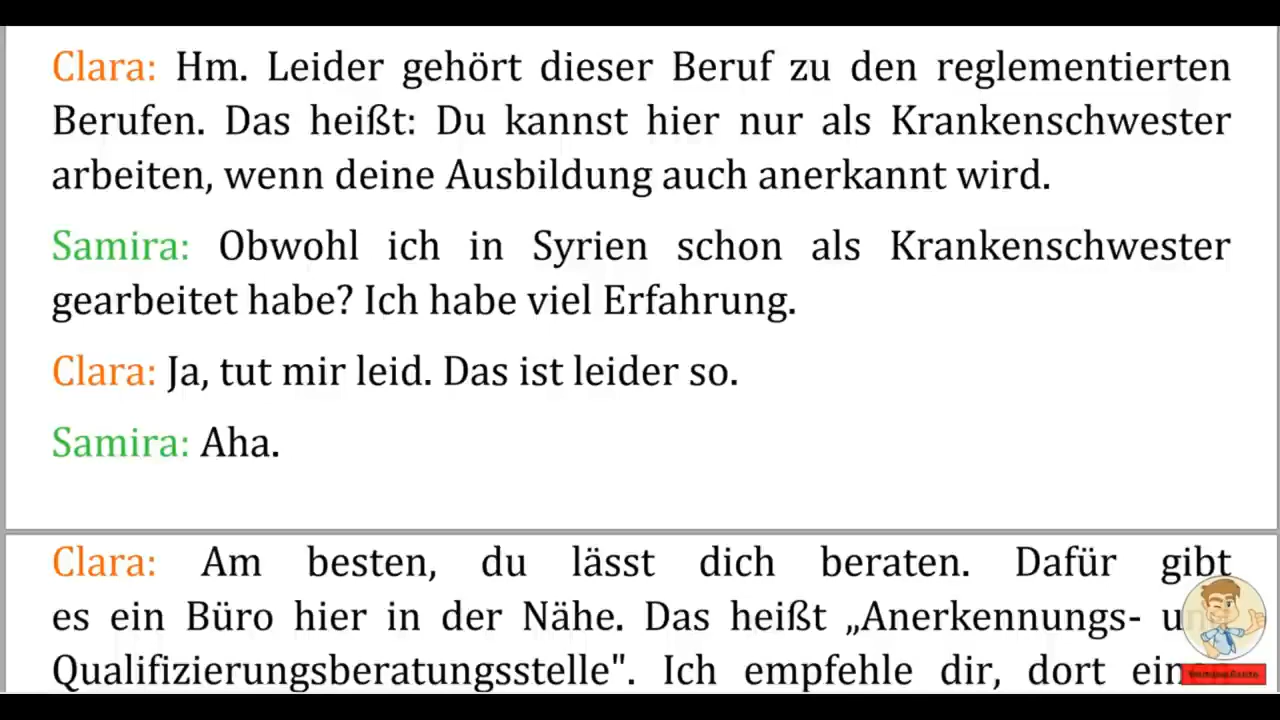 Clara: Hm. Leider gehört dieser Beruf zu den reglementierten
Berufen. Das heißt: Du kannst hier nur als Krankenschwester
arbeiten, wenn deine Ausbildung auch anerkannt wird.
Samira: Obwohl ich in Syrien schon als Krankenschwester
gearbeitet habe? Ich habe viel Erfahrung.
Clara: Ja, tut mir leid. Das ist leider so.
Samira: Aha.
Clara: Am besten, du lässt dich beraten. Dafür gibt
es ein Büro hier in der Nähe. Das heißt „Anerkennungs-
Qualifizierungsberatungsstelle". Ich empfehle dir, dort